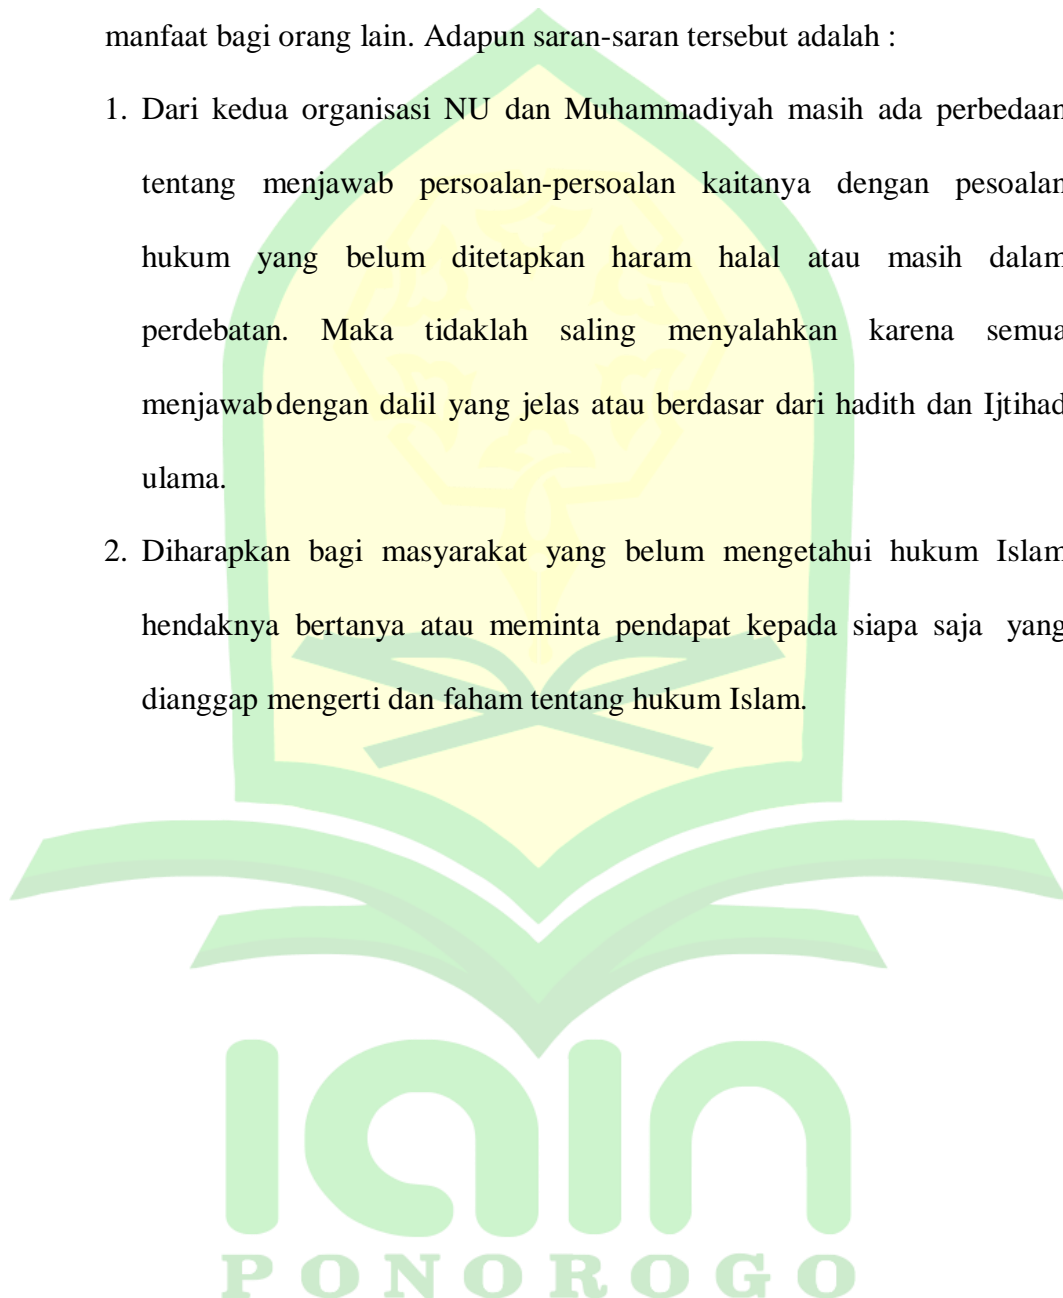 manfaat bagi orang lain. Adapun saran-saran tersebut adalah :
1. Dari kedua organisasi NU dan Muhammadiyah masih ada perbedaan
tentang menjawab persoalan-persoalan kaitanya dengan pesoalan
hukum yang belum ditetapkan haram halal atau masih dalam
perdebatan. Maka tidaklah saling menyalahkan karena semua
menjawab dengan dalil yang jelas atau berdasar dari hadith dan Ijtihad
ulama.
2. Diharapkan bagi masyarakat yang belum mengetahui hukum Islam
hendaknya bertanya atau meminta pendapat kepada siapa saja yang
dianggap mengerti dan faham tentang hukum Islam.
iain
PONOROGO